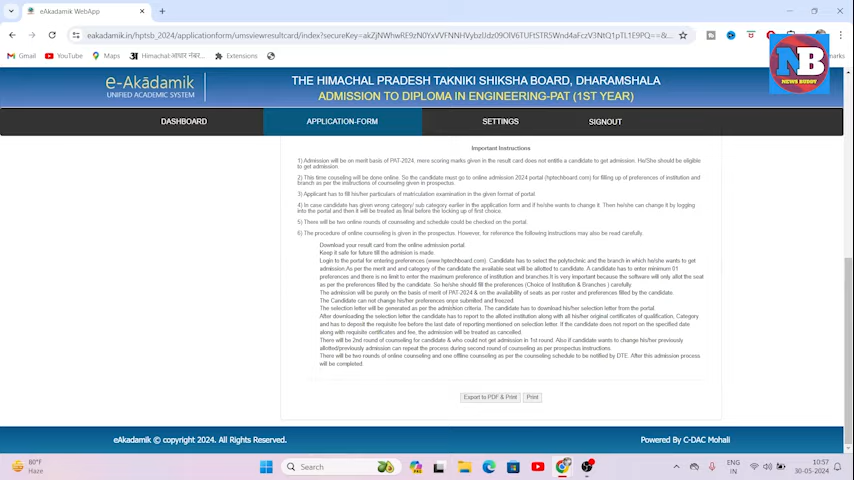 eAkadamik WebApp
eakadamik.in/hptsb_2024/applicationform/umsviewresultcard/index?secureKey=
Gmail
YouTube
Maps
Himachal-आधार नंबर...
Extensions
NB
NEWS BUDDY
e-Akādamik
UNIFIED ACADEMIC SYSTEM
THE HIMACHAL PRADESH TAKNIKI SHIKSHA BOARD, DHARAMSHALA
ADMISSION TO DIPLOMA IN ENGINEERING-PAT (1ST YEAR)
DASHBOARD
APPLICATION-FORM
SETTINGS
SIGNOUT
Important Instructions
1) Admission will be on merit basis of PAT-2024, mere scoring marks given in the result card does not entitle a candidate to get admission. He/She should be eligible
to get admission.
2) This time couseling will be done online. So the candidate must go to online admission 2024 portal (hptechboard.com) for filling up of preferences of institution and
branch as per the instructions of counseling given in prospectus.
3) Applicant has to fill his/her particulars of matriculation examination in the given format of portal.
4) In case candidate has given wrong category/ sub category earlier in the application form and if he/she wants to change it. Then he/she can change it by logging
into the portal and then it will be treated as final before the locking up of first choice.
5) There will be two online rounds of counseling and schedule could be checked on the portal.
6) The procedure of online counseling is given in the prospectus. However, for reference the following instructions may also be read carefully.
Download your result card from the online admission portal.
Keep it safe for future till the admission is made.
Login to the portal for entering preferences (www.hptechboard.com). Candidate has to select the polytechnic and the branch in which he/she wants to get
admission.As per the merit and and category of the candidate the available seat will be allotted to candidate. A candidate has to enter minimum 01
preferences and there is no limit to enter the maximum preference of institution and branches.It is very important because the software will only allot the seat
as per the preferences filled by the candidate. So he/she should fill the preferences (Choice of Institution & Branches ) carefully.
The admission will be purely on the basis of merit of PAT-2024 & on the availability of seats as per roster and preferences filled by the candidate.
The Candidate can not change his/her preferences once submitted and freezed.
The selection letter will be generated as per the admission criteria. The candidate has to download his/her selection letter from the portal.
After downloading the selection letter the candidate has to report to the alloted institution along with all his/her original certificates of qualification, Category
and has to deposit the requisite fee before the last date of reporting mentioned on selection letter. If the candidate does not report on the specified date
along with requisite certificates and fee, the admission will be treated as cancelled.
There will be 2nd round of counseling for candidate & who could not get admission in 1st round. Also if candidate wants to change his/her previously
allotted/previously admission can repeat the process during second round of counseling as per prospectus instructions.
There will be two rounds of online counseling and one offline counseling as per the counseling schedule to be notified by DTE. After this admission process
will be completed.
Export to PDF & Print
Print
eAkadamik © copyright 2024. All Rights Reserved.
Powered By C-DAC Mohali
80°F
Haze
Search
ENG
IN
10:57
30-05-2024